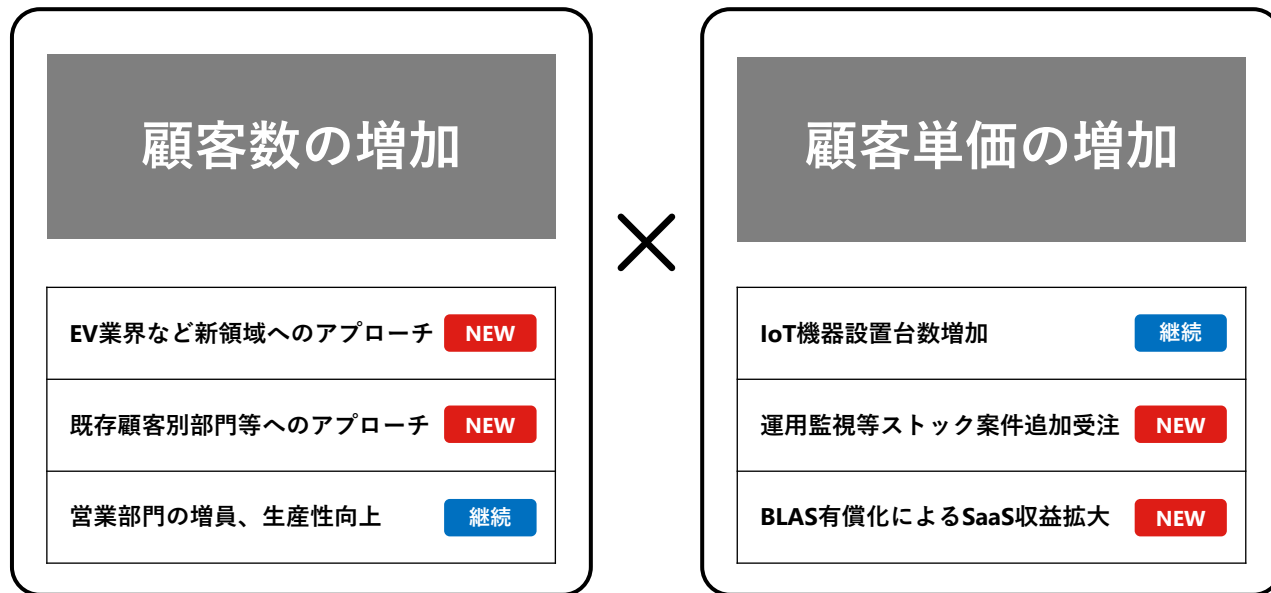 顧客数の増加
EV業界など新領域へのアプローチ NEW
既存顧客別部門等へのアプローチ NEW
営業部門の増員、生産性向上 継続
顧客単価の増加
IoT機器設置台数増加 継続
運用監視等ストック案件追加受注 NEW
BLAS有償化によるSaaS収益拡大 NEW